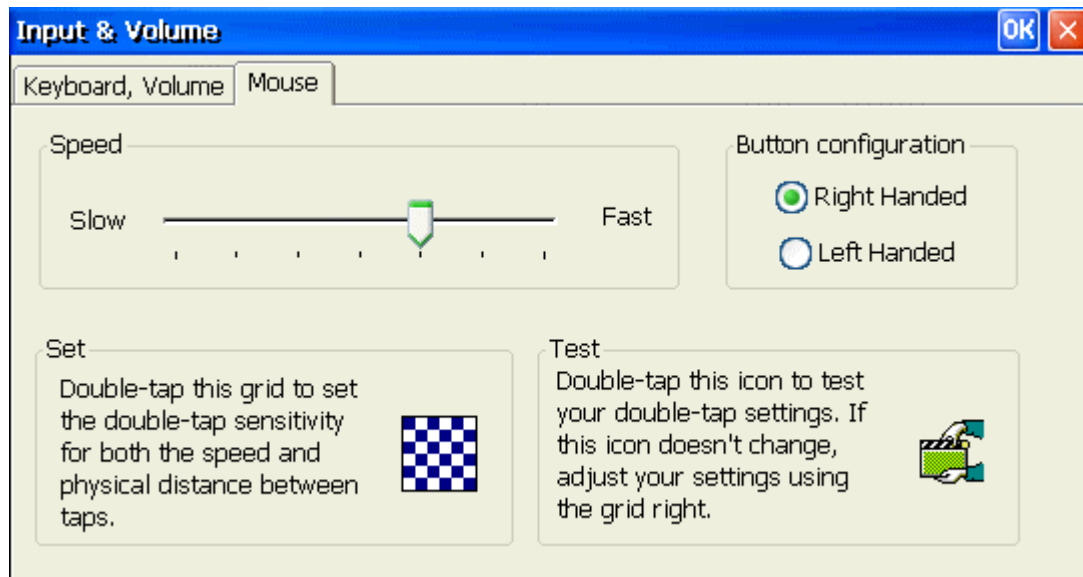 Input & Volume
OK
Keyboard, Volume
Mouse
Speed
Slow
Fast
Button configuration
Right Handed
Left Handed
Set
Double-tap this grid to set
the double-tap sensitivity
for both the speed and
physical distance between
taps.
Test
Double-tap this icon to test
your double-tap settings. If
this icon doesn't change,
adjust your settings using
the grid right.